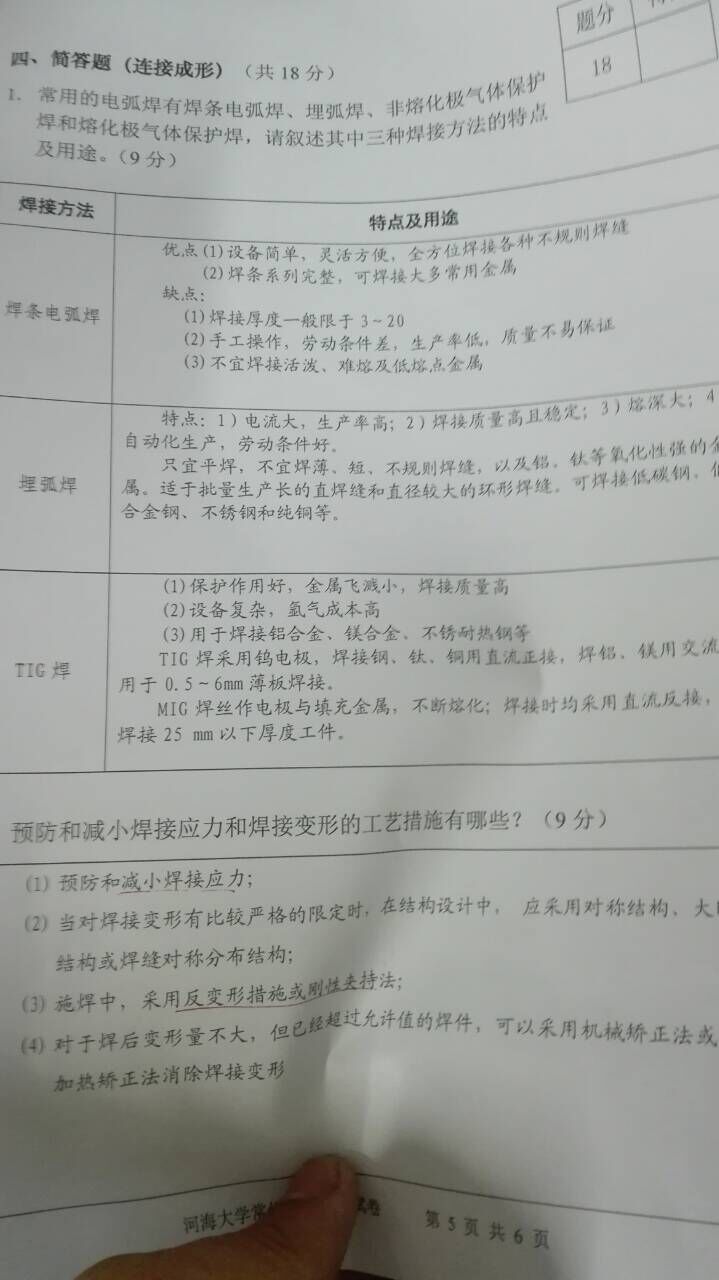 题分
18
四、简答题（连接成形）（共18分）
1. 常用的电弧焊有焊条电弧焊、埋弧焊、非熔化极气体保护
焊和熔化极气体保护焊，请叙述其中三种焊接方法的特点
及用途。（9分）
焊接方法
特点及用途
焊条电弧焊
优点(1)设备简单，灵活方便，全方位焊接各种不规则焊缝
(2)焊条系列完整，可焊接大多常用金属
缺点：
(1)焊接厚度一般限于3~20
(2)手工操作，劳动条件差，生产率低，质量不易保证
(3)不宜焊接活泼、难熔及低熔点金属
埋弧焊
特点：1）电流大，生产率高；2）焊接质量高且稳定；3）熔深大；4
自动化生产，劳动条件好。
只宜平焊，不宜焊薄、短、不规则焊缝，以及铝、钛等氧化性强的金
属。适于批量生产长的直焊缝和直径较大的环形焊缝。可焊接低碳钢、低
合金钢、不锈钢和纯铜等。
TIG焊
(1)保护作用好，金属飞溅小，焊接质量高
(2)设备复杂，氩气成本高
(3)用于焊接铝合金、镁合金、不锈耐热钢等
TIG焊采用钨电极，焊接钢、钛、铜用直流正接，焊铝、镁用交流
用于0.5~6mm薄板焊接。
MIG焊丝作电极与填充金属，不断熔化；焊接时均采用直流反接，
焊接25 mm以下厚度工件。
预防和减小焊接应力和焊接变形的工艺措施有哪些？（9分）
(1) 预防和减小焊接应力；
(2) 当对焊接变形有比较严格的限定时，在结构设计中， 应采用对称结构、大
结构或焊缝对称分布结构；
(3) 施焊中，采用反变形措施或刚性夹持法；
(4) 对于焊后变形量不大，但已经超过允许值的焊件，可以采用机械矫正法或
加热矫正法消除焊接变形
河海大学常 试卷 第5页 共6页